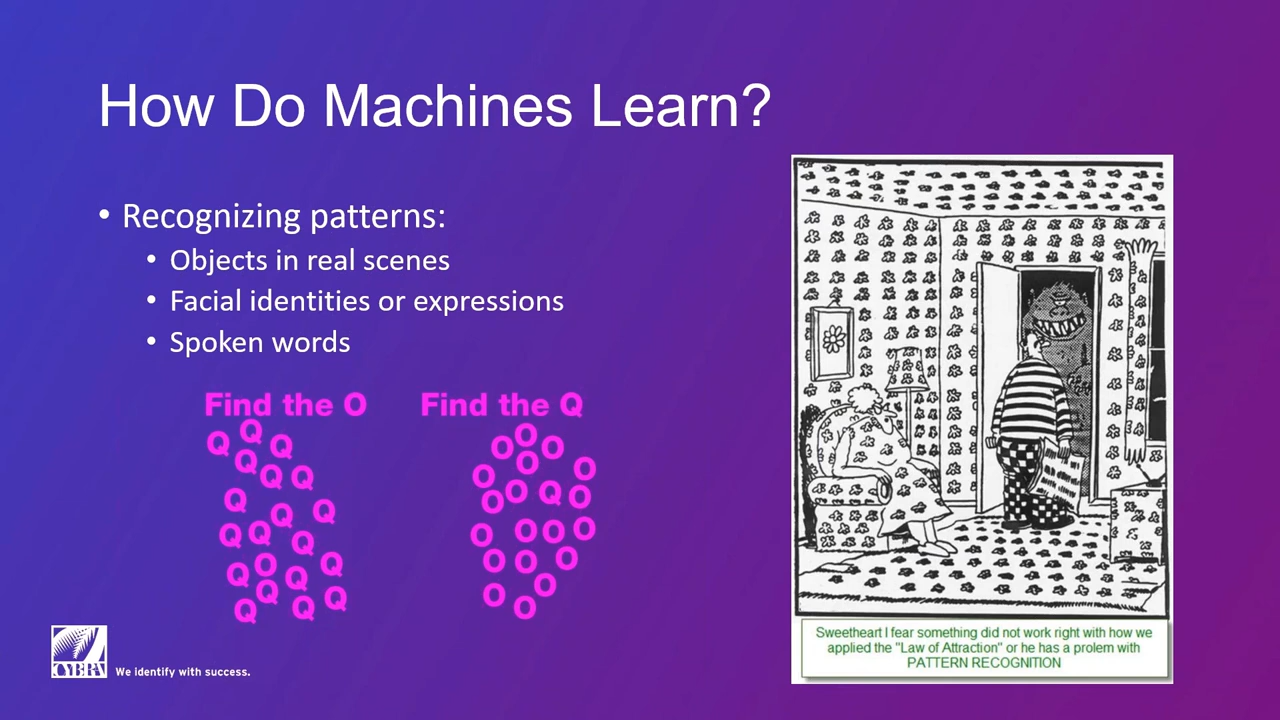 How Do Machines Learn?
• Recognizing patterns:
• Objects in real scenes
• Facial identities or expressions
• Spoken words
Find the O
Q Q Q
Q Q Q
Q Q Q
Q Q Q
Q O Q Q
Q Q Q Q
Find the Q
O O O
O O O
O O Q O
O O O O
O O O
O O O
Sweetheart I fear something did not work right with how we
applied the "Law of Attraction" or he has a prolem with
PATTERN RECOGNITION
CYBRA
We identify with success.